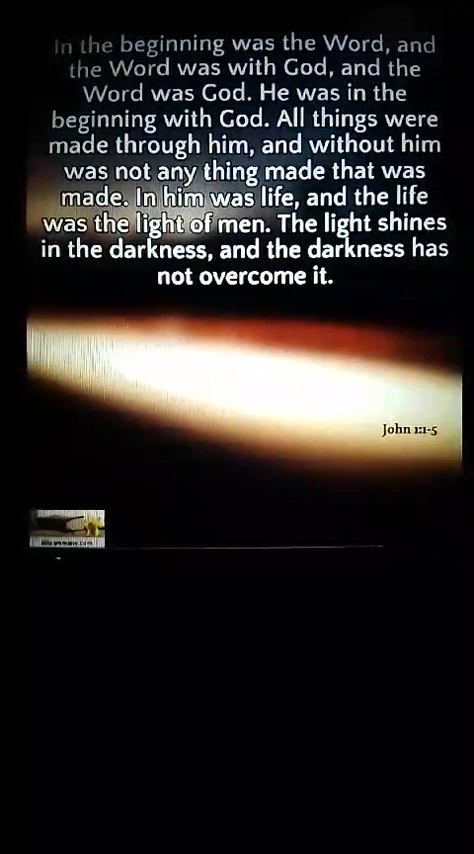 In the beginning was the Word, and
the Word was with God, and the
Word was God. He was in the
beginning with God. All things were
made through him, and without him
was not any thing made that was
made. In him was life, and the life
was the light of men. The light shines
in the darkness, and the darkness has
not overcome it.
John 1:1-5